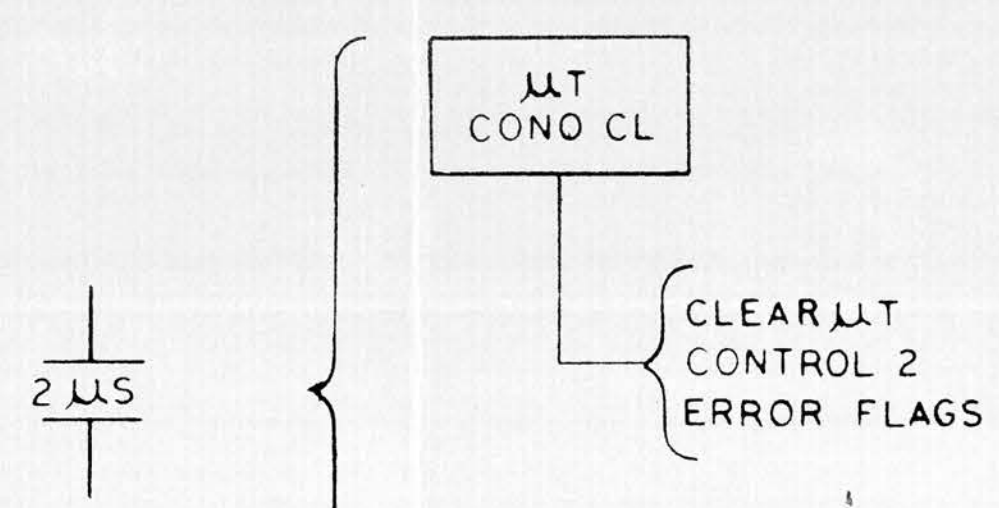 μT
CONO CL
2 μS
CLEAR μT
CONTROL 2
ERROR FLAGS